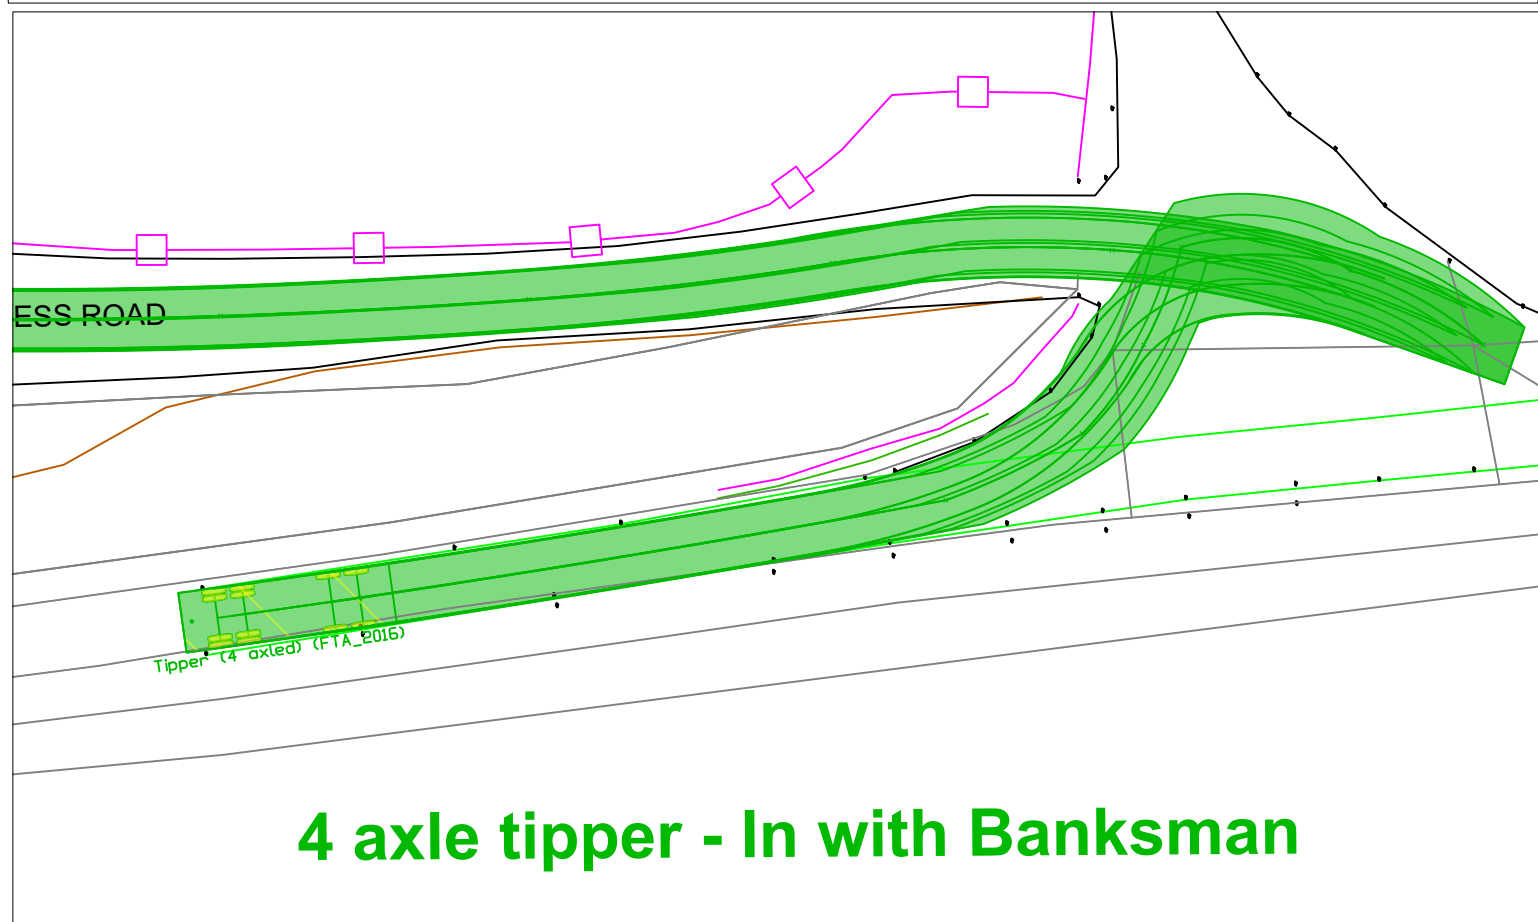 ESS ROAD
Tipper (4 axled) (FTA_2016)
4 axle tipper - In with Banksman